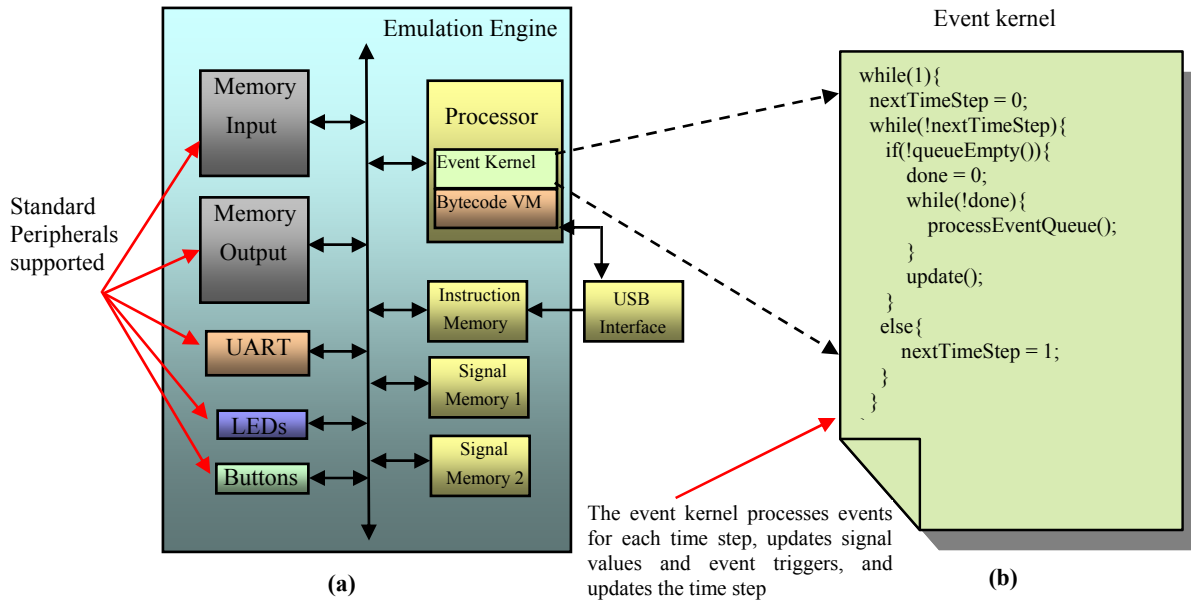 Emulation Engine
Memory
Input
Memory
Output
UART
LEDs
Buttons
Standard
Peripherals
supported
Processor
Event Kernel
Bytecode VM
Instruction
Memory
USB
Interface
Signal
Memory 1
Signal
Memory 2
(a)
Event kernel
while(1){
nextTimeStep = 0;
while(!nextTimeStep){
if(!queueEmpty()){
done = 0;
while(!done){
processEventQueue();
}
update();
}
else{
nextTimeStep = 1;
}
}
The event kernel processes events
for each time step, updates signal
values and event triggers, and
updates the time step
(b)